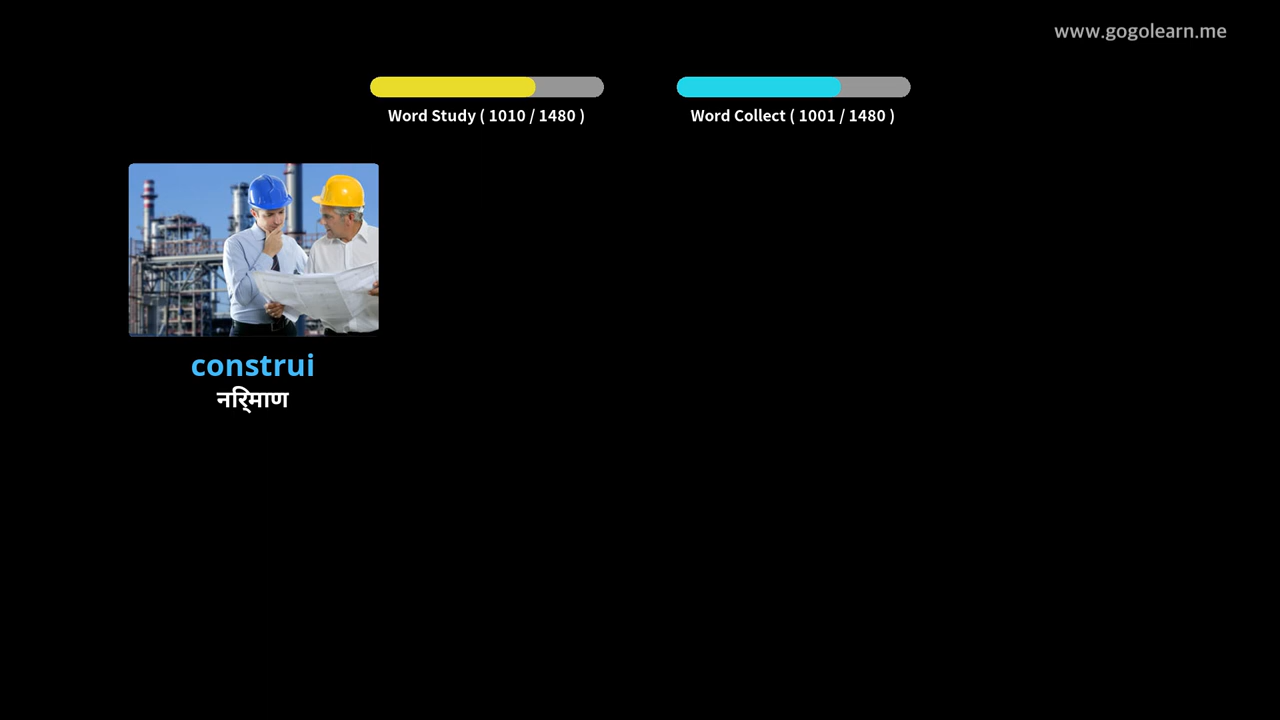 www.gogolearn.me
Word Study ( 1010 / 1480 )
Word Collect ( 1001 / 1480 )
construi
नरि्माण